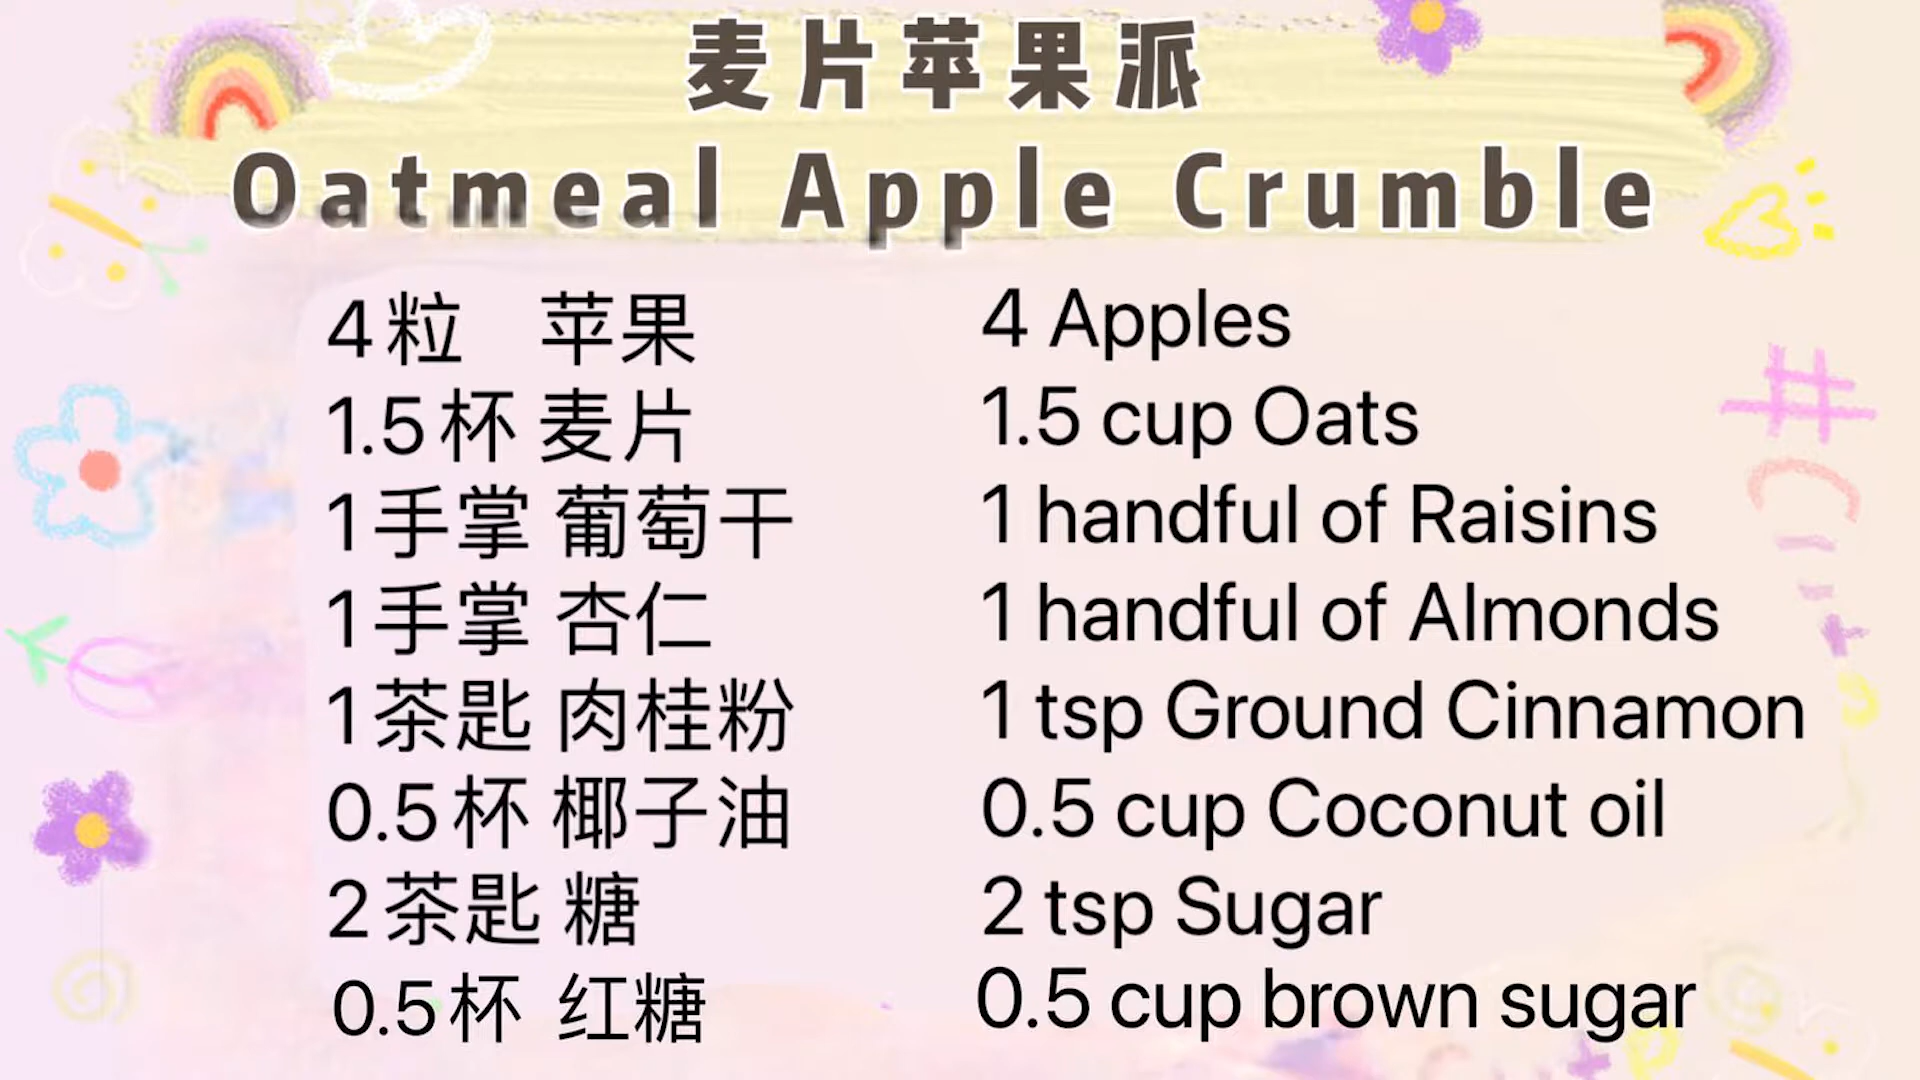 麦片苹果派
Oatmeal Apple Crumble
4粒 苹果 4 Apples
1.5杯 麦片 1.5 cup Oats
1手掌 葡萄干 1 handful of Raisins
1手掌 杏仁 1 handful of Almonds
1茶匙 肉桂粉 1 tsp Ground Cinnamon
0.5杯 椰子油 0.5 cup Coconut oil
2茶匙 糖 2 tsp Sugar
0.5杯 红糖 0.5 cup brown sugar